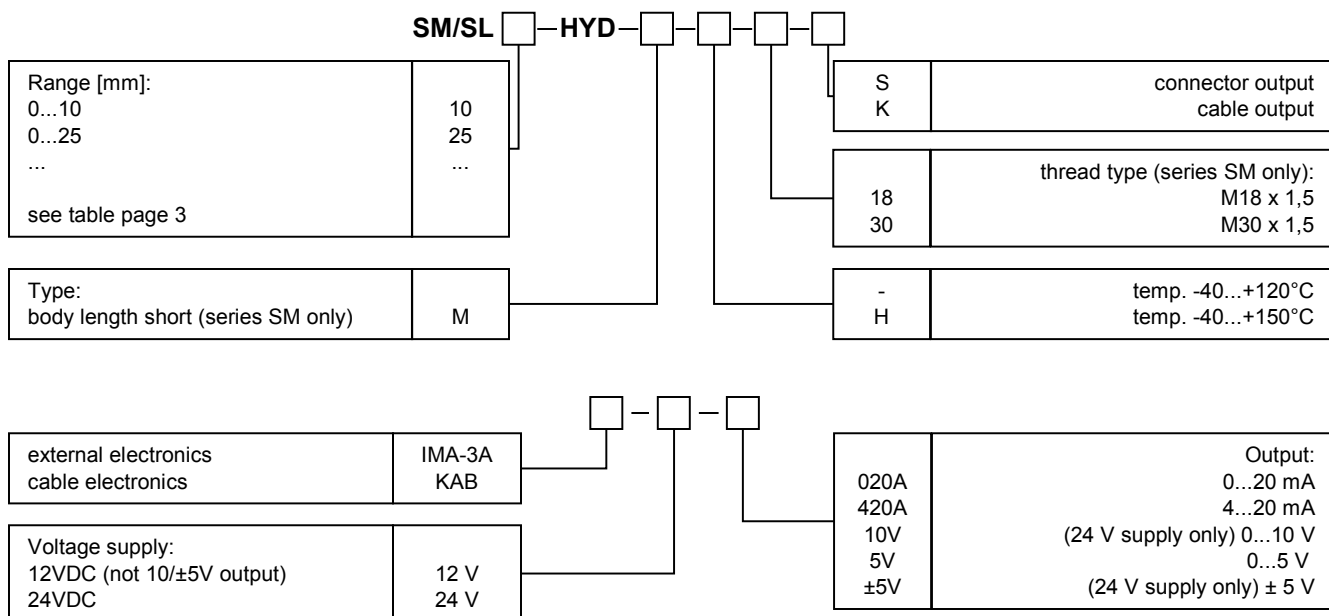 SM/SL — HYD — — — —
Range [mm]:
0...10 10
0...25 25
... ...
see table page 3
S connector output
K cable output
thread type (series SM only):
18 M18 x 1,5
30 M30 x 1,5
Type:
body length short (series SM only) M
- temp. -40...+120°C
H temp. -40...+150°C
— —
external electronics IMA-3A
cable electronics KAB
Voltage supply:
12VDC (not 10/±5V output) 12 V
24VDC 24 V
Output:
020A 0...20 mA
420A 4...20 mA
10V (24 V supply only) 0...10 V
5V 0...5 V
±5V (24 V supply only) ± 5 V